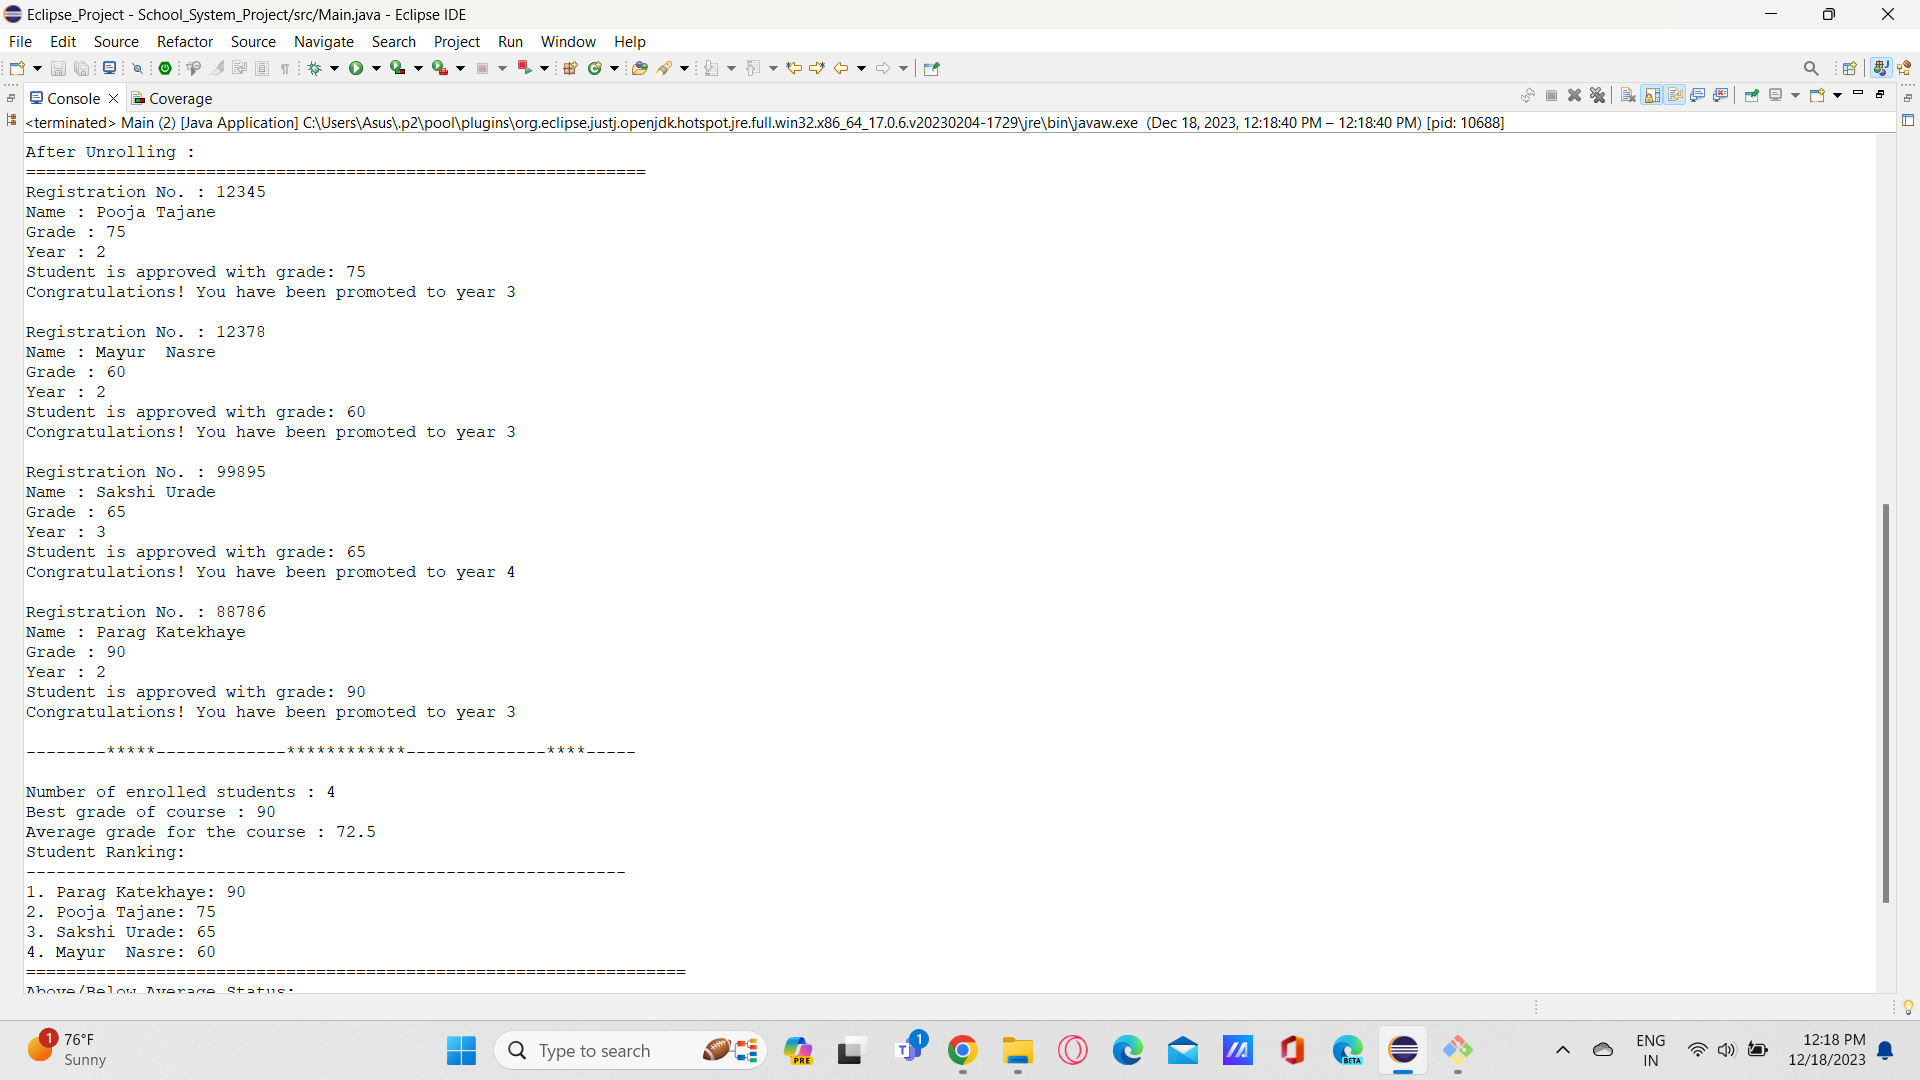 Eclipse_Project - School_System_Project/src/Main.java - Eclipse IDE
File Edit Source Refactor Source Navigate Search Project Run Window Help
Console Coverage
<terminated> Main (2) [Java Application] C:\Users\Asus\.p2\pool\plugins\org.eclipse.justj.openjdk.hotspot.jre.full.win32.x86_64_17.0.6.v20230204-1729\jre\bin\javaw.exe (Dec 18, 2023, 12:18:40 PM – 12:18:40 PM) [pid: 10688]
After Unrolling :
==============================================================
Registration No. : 12345
Name : Pooja Tajane
Grade : 75
Year : 2
Student is approved with grade: 75
Congratulations! You have been promoted to year 3
Registration No. : 12378
Name : Mayur  Nasre
Grade : 60
Year : 2
Student is approved with grade: 60
Congratulations! You have been promoted to year 3
Registration No. : 99895
Name : Sakshi Urade
Grade : 65
Year : 3
Student is approved with grade: 65
Congratulations! You have been promoted to year 4
Registration No. : 88786
Name : Parag Katekhaye
Grade : 90
Year : 2
Student is approved with grade: 90
Congratulations! You have been promoted to year 3
--------*****-------------************--------------****-----
Number of enrolled students : 4
Best grade of course : 90
Average grade for the course : 72.5
Student Ranking:
------------------------------------------------------------
1. Parag Katekhaye: 90
2. Pooja Tajane: 75
3. Sakshi Urade: 65
4. Mayur  Nasre: 60
==================================================================
Above/Below Average Status:
1
76°F
Sunny
Type to search
PRE
1
BETA
ENG
IN
12:18 PM
12/18/2023